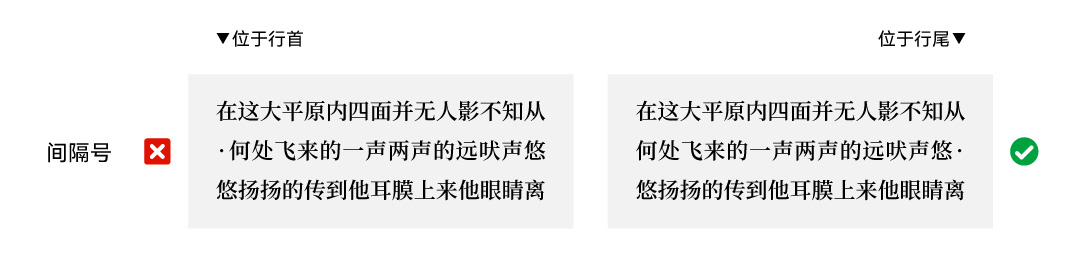 ▼位于行首
位于行尾▼
间隔号
在这大平原内四面并无人影不知从
·何处飞来的一声两声的远吠声悠
悠扬扬的传到他耳膜上来他眼睛离
在这大平原内四面并无人影不知从
何处飞来的一声两声的远吠声悠·
悠扬扬的传到他耳膜上来他眼睛离